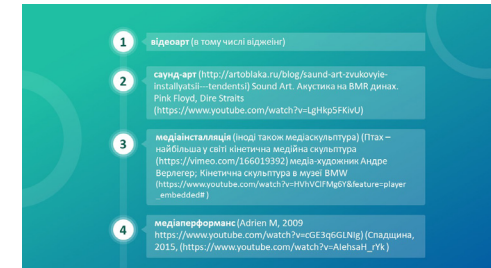 1
відеоарт (в тому числі віджеїнг)
2
саунд-арт (http://artoblaka.ru/blog/saund-art-zvukovyie-
installyatsii---tendentsi) Sound Art. Акустика на BMR динах.
Pink Floyd, Dire Straits
(https://www.youtube.com/watch?v=LgHkp5FKivU)
3
медіаінсталляція (іноді також медіаскульптура) (Птах –
найбільша у світі кінетична медійна скульптура
(https://vimeo.com/166019392) медіа-художник Андре
Верлегер; Кінетична скульптура в музеї BMW
(https://www.youtube.com/watch?v=HVhVClFMg6Y&feature=player
_embedded# )
4
медіаперформанс (Adrien M, 2009
https://www.youtube.com/watch?v=cGE3q6GLNIg) (Спадщина,
2015, (https://www.youtube.com/watch?v=AIehsaH_rYk )